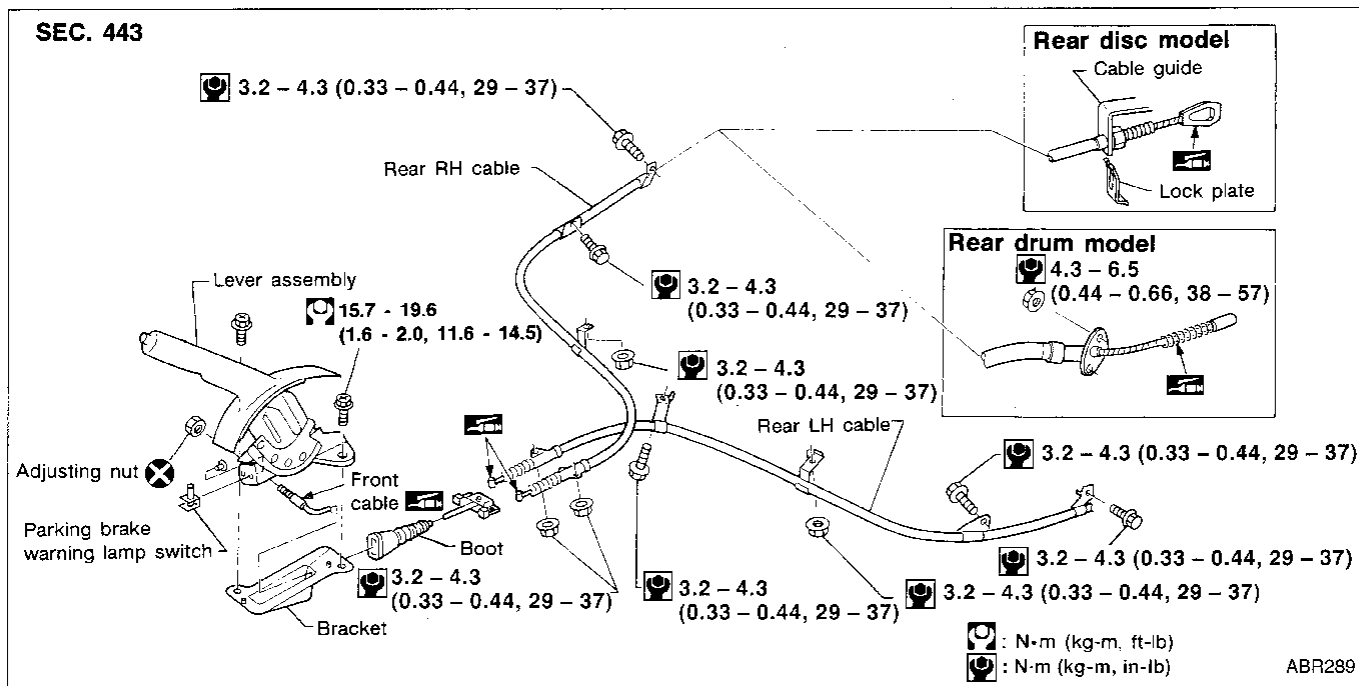 SEC. 443
Rear disc model
Cable guide
Lock plate
3.2 – 4.3 (0.33 – 0.44, 29 – 37)
Rear RH cable
Rear drum model
4.3 – 6.5
(0.44 – 0.66, 38 – 57)
3.2 – 4.3
(0.33 – 0.44, 29 – 37)
Lever assembly
15.7 - 19.6
(1.6 - 2.0, 11.6 - 14.5)
3.2 – 4.3
(0.33 – 0.44, 29 – 37)
Rear LH cable
3.2 – 4.3 (0.33 – 0.44, 29 – 37)
Adjusting nut
Front
cable
Parking brake
warning lamp switch
Boot
3.2 – 4.3
(0.33 – 0.44, 29 – 37)
Bracket
3.2 – 4.3
(0.33 – 0.44, 29 – 37)
3.2 – 4.3 (0.33 – 0.44, 29 – 37)
3.2 – 4.3 (0.33 – 0.44, 29 – 37)
: N•m (kg-m, ft-lb)
: N•m (kg-m, in-lb)
ABR289